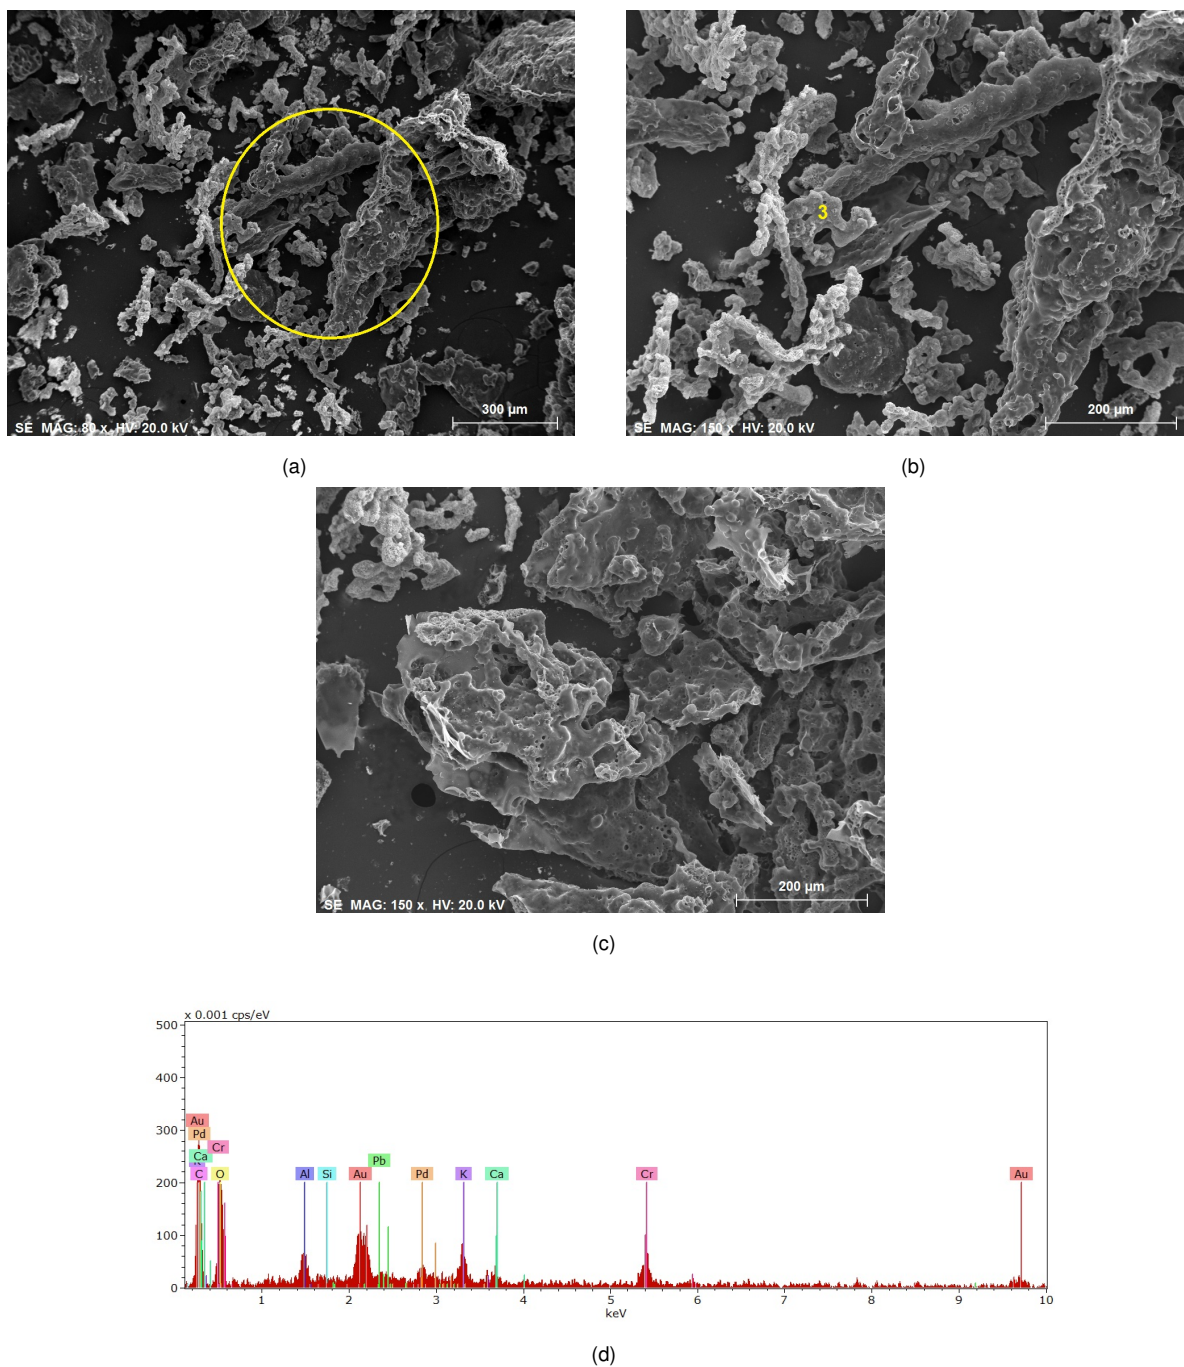 300 µm
SE MAG: 80 x HV: 20.0 kV
(a)
3
200 µm
SE MAG: 150 x HV: 20.0 kV
(b)
200 µm
SE MAG: 150 x HV: 20.0 kV
(c)
x 0.001 cps/eV
500
400
300
200
100
0
Au
Pd
Cr
Ca
C
O
Al
Si
Au
Pb
Pd
K
Ca
Cr
Au
1
2
3
4
5
6
7
8
9
10
keV
(d)